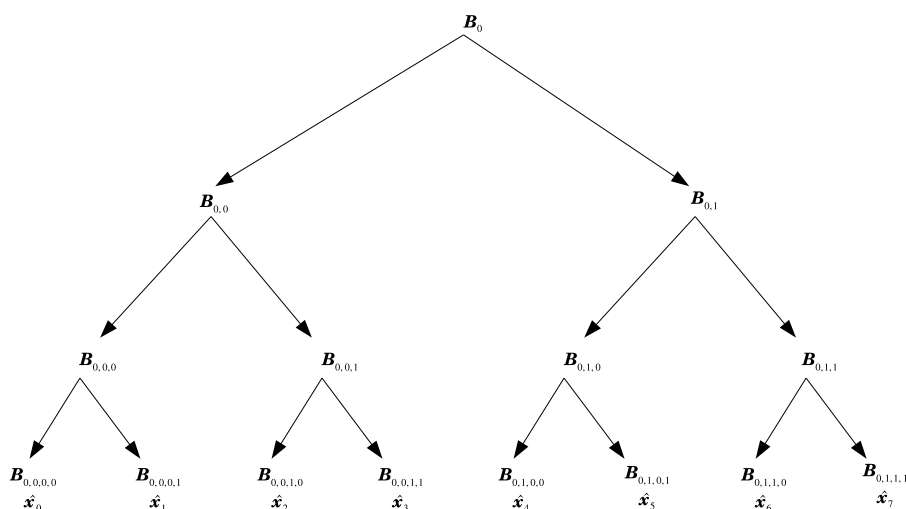 B₀
B₀,₀ B₀,₁
B₀,₀,₀ B₀,₀,₁ B₀,₁,₀ B₀,₁,₁
B₀,₀,₀,₀ B₀,₀,₀,₁ B₀,₀,₁,₀ B₀,₀,₁,₁ B₀,₁,₀,₀ B₀,₁,₀,₁ B₀,₁,₁,₀ B₀,₁,₁,₁
x̂₀ x̂₁ x̂₂ x̂₃ x̂₄ x̂₅ x̂₆ x̂₇